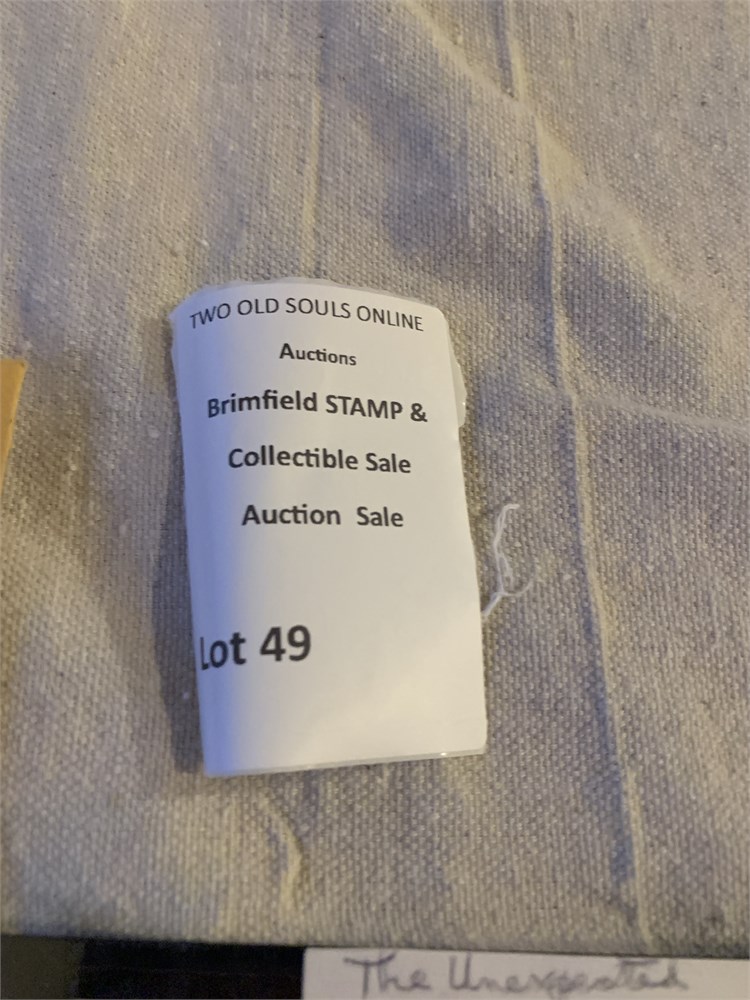 TWO OLD SOULS ONLINE
Auctions
Brimfield STAMP &
Collectible Sale
Auction Sale
Lot 49
The Unexpected